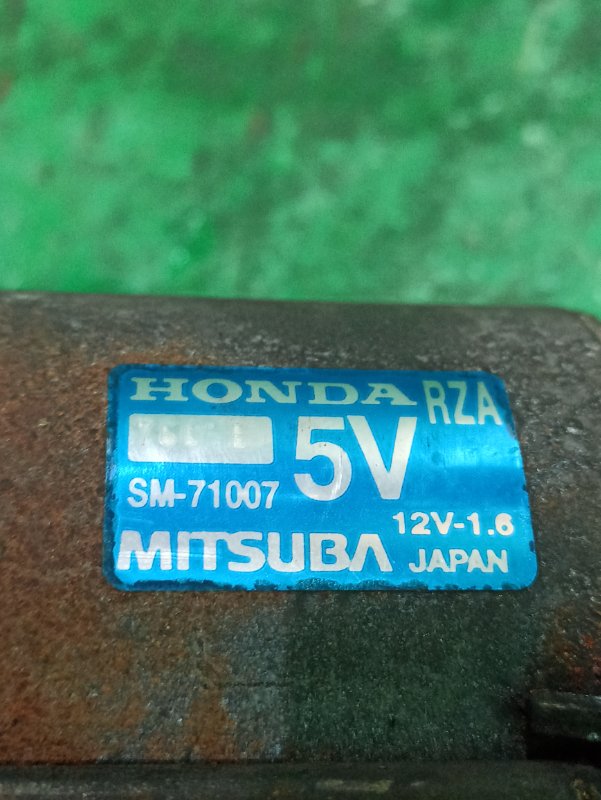 HONDA RZA
5V
SM-71007
12V-1.6
MITSUBA JAPAN